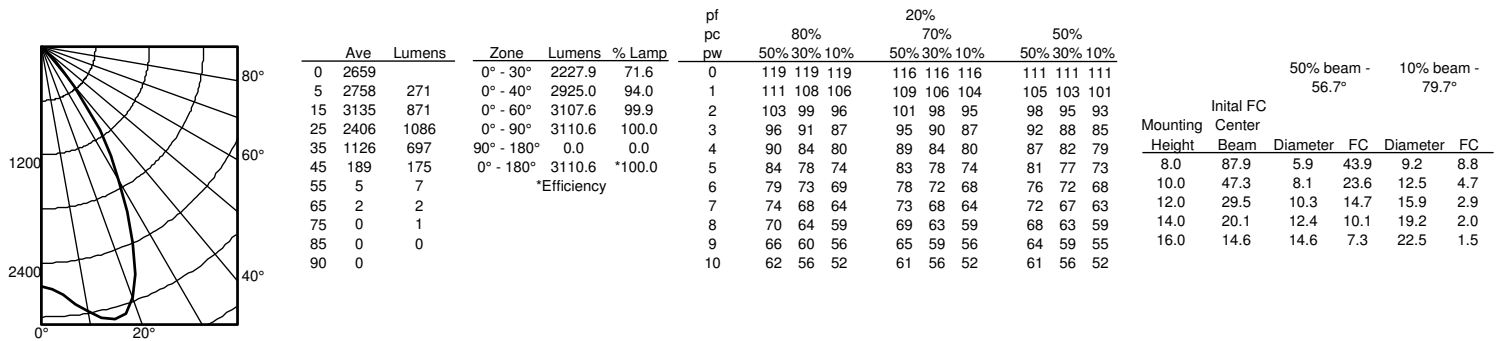 1200
2400
0°
20°
40°
60°
80°
Ave Lumens
0 2659
5 2758 271
15 3135 871
25 2406 1086
35 1126 697
45 189 175
55 5 7
65 2 2
75 0 1
85 0 0
90 0
Zone Lumens % Lamp
0° - 30° 2227.9 71.6
0° - 40° 2925.0 94.0
0° - 60° 3107.6 99.9
0° - 90° 3110.6 100.0
90° - 180° 0.0 0.0
0° - 180° 3110.6 *100.0
*Efficiency
pf 20%
pc 80% 70% 50%
pw 50% 30% 10% 50% 30% 10% 50% 30% 10%
0 119 119 119 116 116 116 111 111 111
1 111 108 106 109 106 104 105 103 101
2 103 99 96 101 98 95 98 95 93
3 96 91 87 95 90 87 92 88 85
4 90 84 80 89 84 80 87 82 79
5 84 78 74 83 78 74 81 77 73
6 79 73 69 78 72 68 76 72 68
7 74 68 64 73 68 64 72 67 63
8 70 64 59 69 63 59 68 63 59
9 66 60 56 65 59 56 64 59 55
10 62 56 52 61 56 52 61 56 52
50% beam - 10% beam -
56.7° 79.7°
Inital FC
Mounting Center
Height Beam Diameter FC Diameter FC
8.0 87.9 5.9 43.9 9.2 8.8
10.0 47.3 8.1 23.6 12.5 4.7
12.0 29.5 10.3 14.7 15.9 2.9
14.0 20.1 12.4 10.1 19.2 2.0
16.0 14.6 14.6 7.3 22.5 1.5